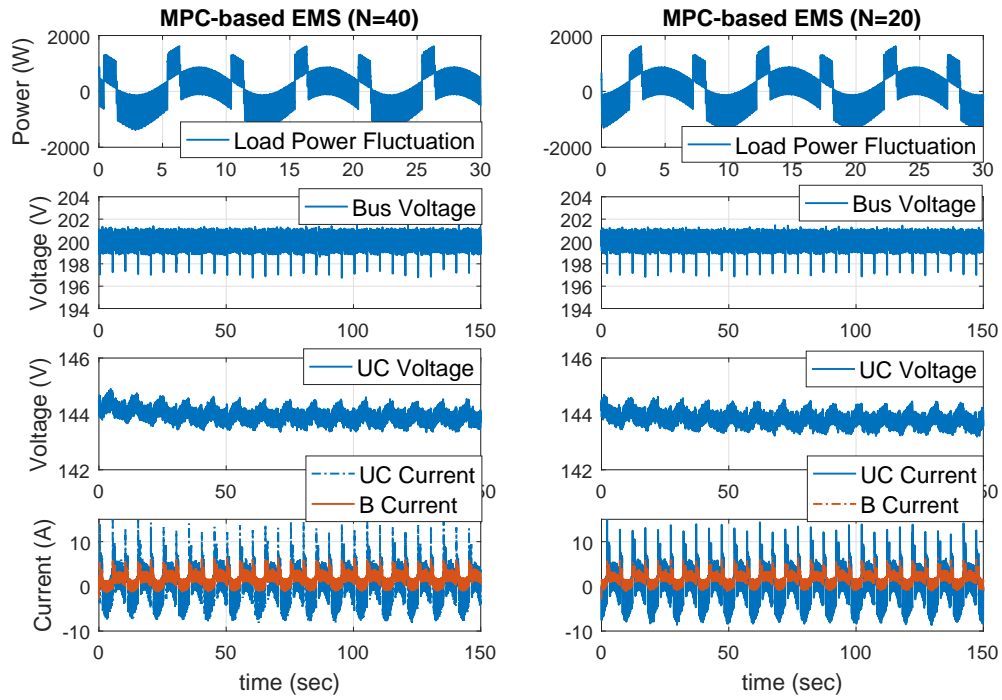 MPC-based EMS (N=40)
2000
0
-2000
Power (W)
Load Power Fluctuation
0 5 10 15 20 25 30
204
202
200
198
196
194
Voltage (V)
Bus Voltage
0 50 100 150
146
144
142
Voltage (V)
UC Voltage
0 50 100 50
UC Current
B Current
10
0
-10
Current (A)
0 50 100 150
time (sec)
MPC-based EMS (N=20)
2000
0
-2000
Load Power Fluctuation
0 5 10 15 20 25 30
204
202
200
198
196
194
Bus Voltage
0 50 100 150
146
144
142
UC Voltage
0 50 100 50
UC Current
B Current
10
0
-10
0 50 100 150
time (sec)